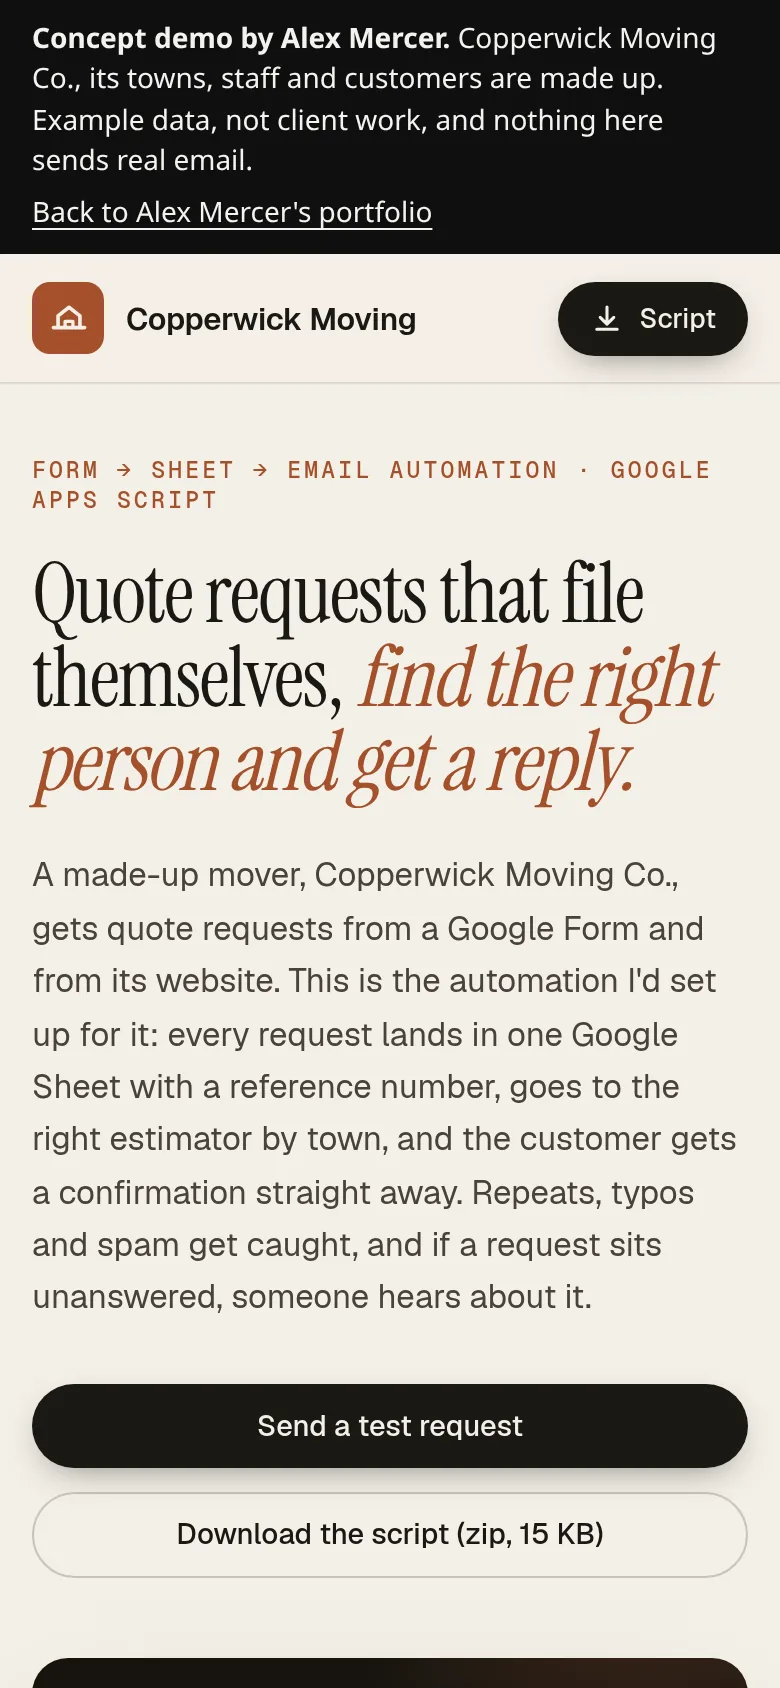 Concept demo by Alex Mercer. Copperwick Moving
Co., its towns, staff and customers are made up.
Example data, not client work, and nothing here
sends real email.
Back to Alex Mercer's portfolio
Copperwick Moving
Script
FORM → SHEET → EMAIL AUTOMATION · GOOGLE
APPS SCRIPT
Quote requests that file
themselves, find the right
person and get a reply.
A made-up mover, Copperwick Moving Co.,
gets quote requests from a Google Form and
from its website. This is the automation I'd set
up for it: every request lands in one Google
Sheet with a reference number, goes to the
right estimator by town, and the customer gets
a confirmation straight away. Repeats, typos
and spam get caught, and if a request sits
unanswered, someone hears about it.
Send a test request
Download the script (zip, 15 KB)